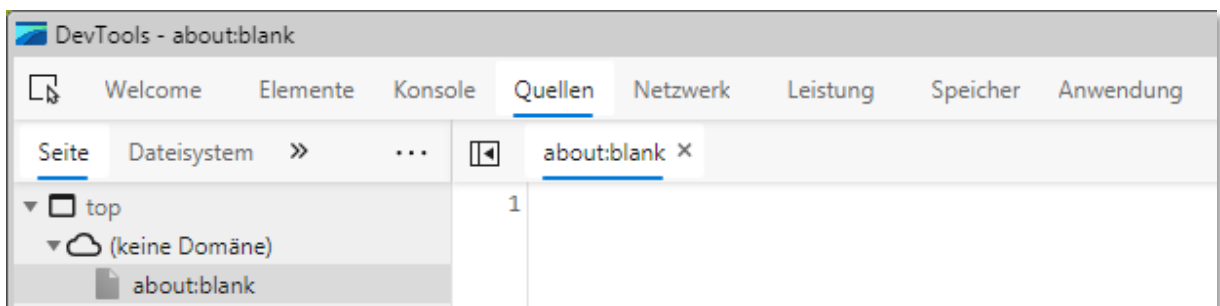 DevTools - about:blank
Welcome Elemente Konsole Quellen Netzwerk Leistung Speicher Anwendung
Seite Dateisystem » ··· about:blank ×
top 1
(keine Domäne)
about:blank